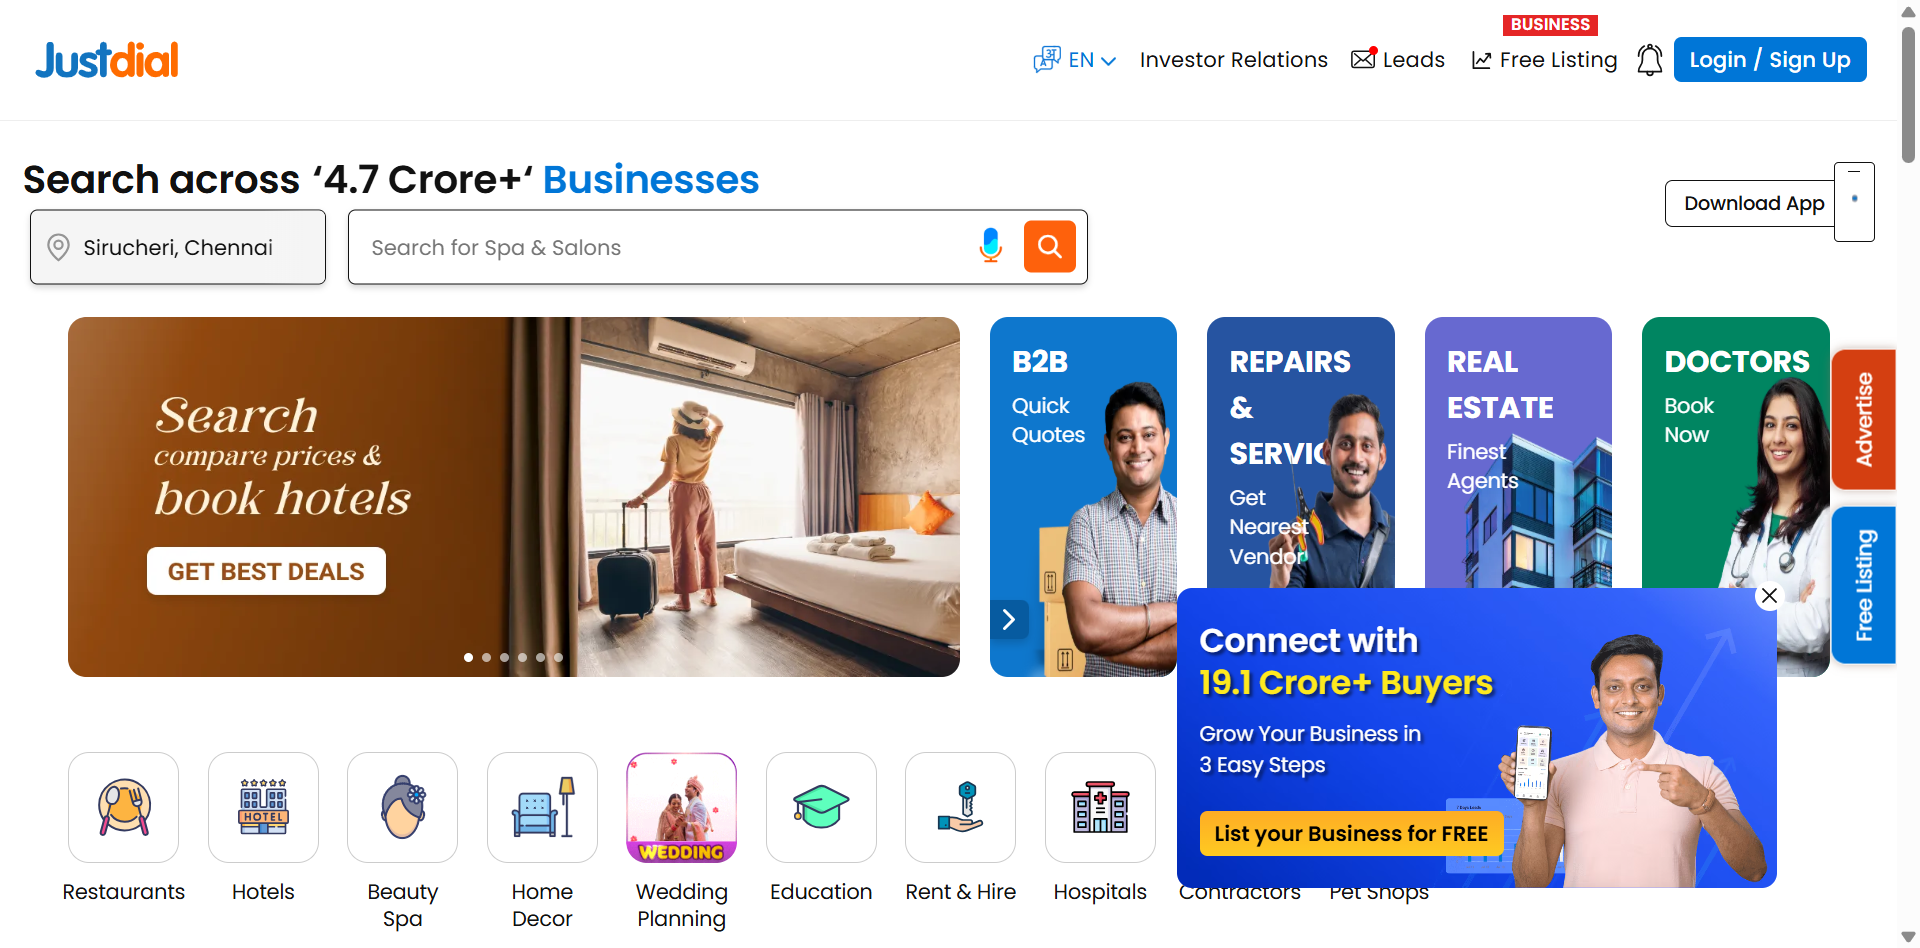 BUSINESS
Justdial
EN
Investor Relations
Leads
Free Listing
Login / Sign Up
Search across ‘4.7 Crore+‘ Businesses
Download App
Sirucheri, Chennai
Search for Spa & Salons
Search
compare prices &
book hotels
GET BEST DEALS
B2B
Quick
Quotes
REPAIRS
&
SERVIC
Get
Nearest
Vendor
REAL
ESTATE
Finest
Agents
DOCTORS
Book
Now
Advertise
Free Listing
Connect with
19.1 Crore+ Buyers
Grow Your Business in
3 Easy Steps
List your Business for FREE
HOTEL
WEDDING
Restaurants
Hotels
Beauty
Spa
Home
Decor
Wedding
Planning
Education
Rent & Hire
Hospitals
Contractors
Pet Shops